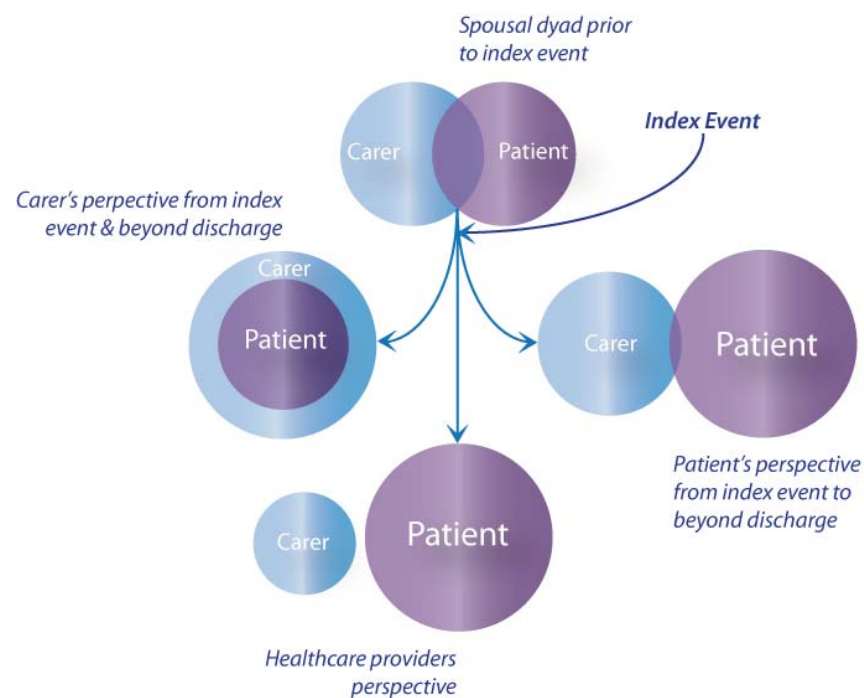 Spousal dyad prior
to index event
Index Event
Carer
Patient
Carer's perpective from index
event & beyond discharge
Carer
Patient
Carer
Patient
Patient's perspective
from index event to
beyond discharge
Carer
Patient
Healthcare providers
perspective